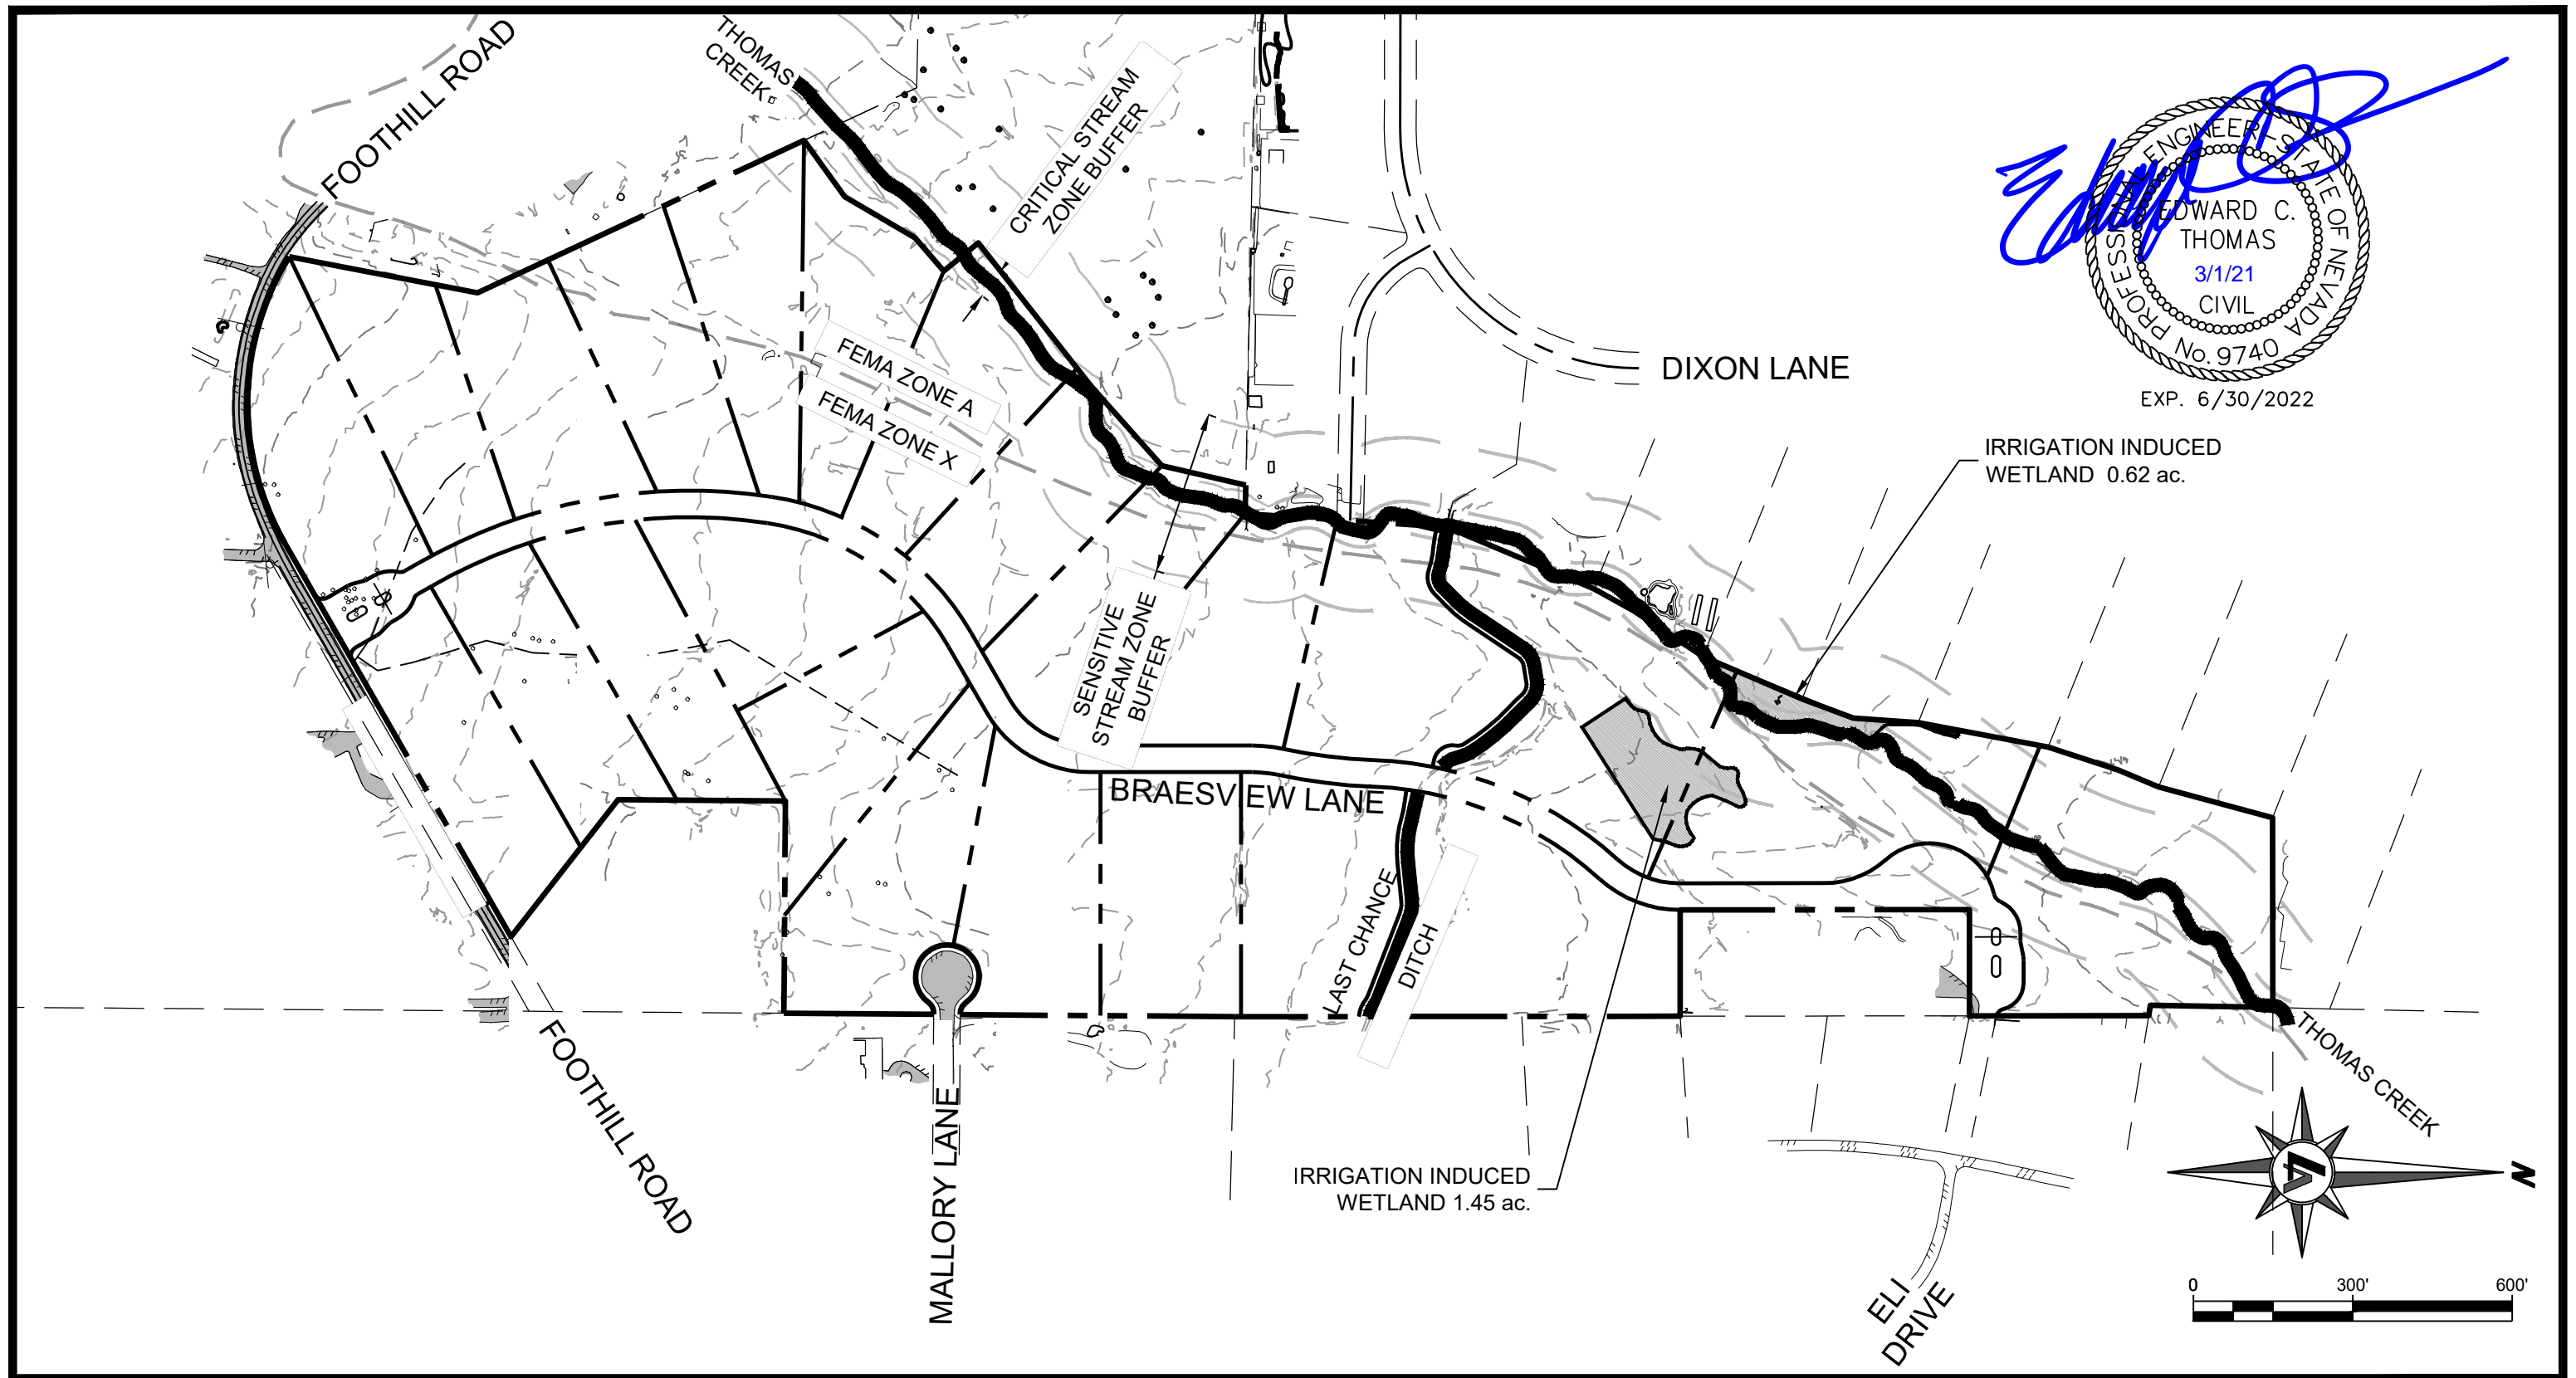 FOOTHILL ROAD
THOMAS
CREEK
CRITICAL STREAM
ZONE BUFFER
PROFESSIONAL ENGINEER - STATE OF NEVADA
EDWARD C.
THOMAS
3/1/21
CIVIL
No. 9740
EXP. 6/30/2022
DIXON LANE
FEMA ZONE A
FEMA ZONE X
IRRIGATION INDUCED
WETLAND 0.62 ac.
SENSITIVE
STREAM ZONE
BUFFER
BRAESVIEW LANE
LAST CHANCE
DITCH
FOOTHILL ROAD
MALLORY LANE
IRRIGATION INDUCED
WETLAND 1.45 ac.
THOMAS CREEK
N
ELI
DRIVE
0 300' 600'